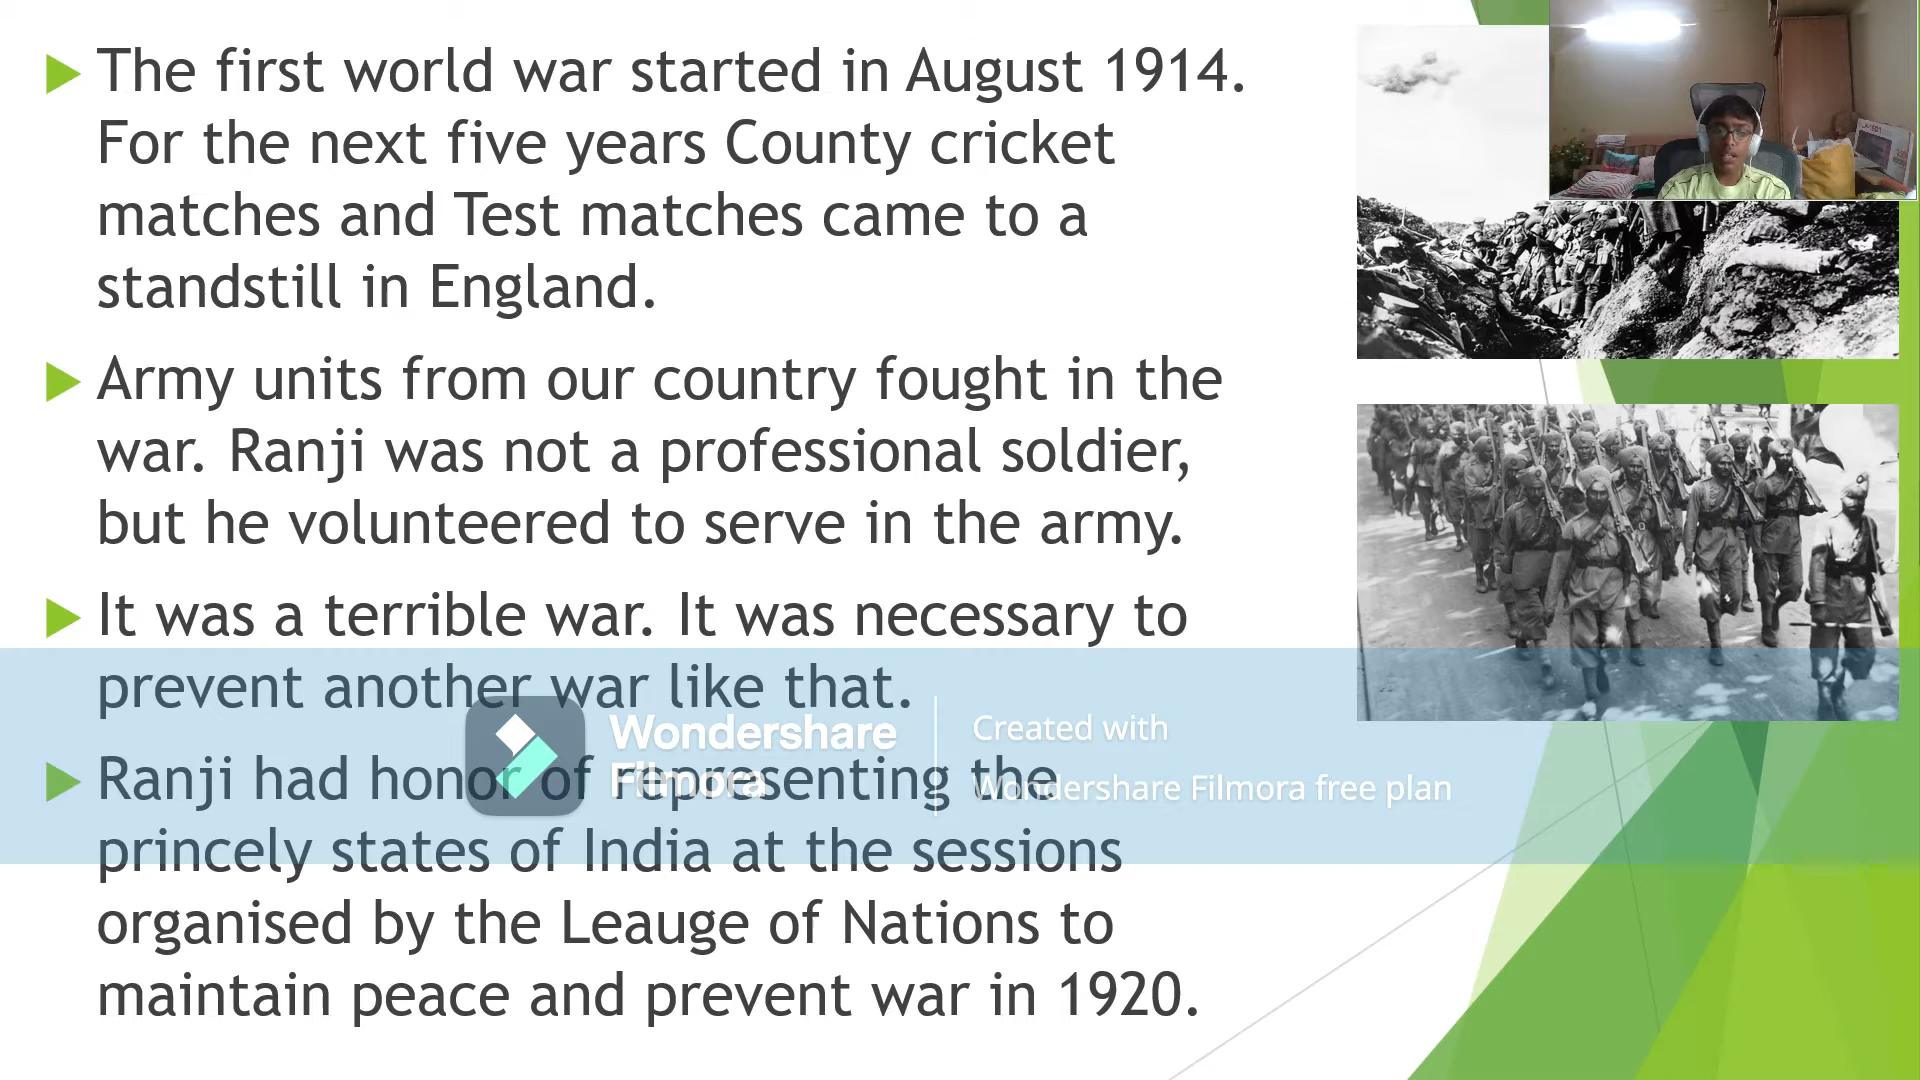 The first world war started in August 1914.
For the next five years County cricket
matches and Test matches came to a
standstill in England.
Army units from our country fought in the
war. Ranji was not a professional soldier,
but he volunteered to serve in the army.
It was a terrible war. It was necessary to
prevent another war like that.
Wondershare
Filmora
Created with
Wondershare Filmora free plan
Ranji had honor of representing the
princely states of India at the sessions
organised by the Leauge of Nations to
maintain peace and prevent war in 1920.